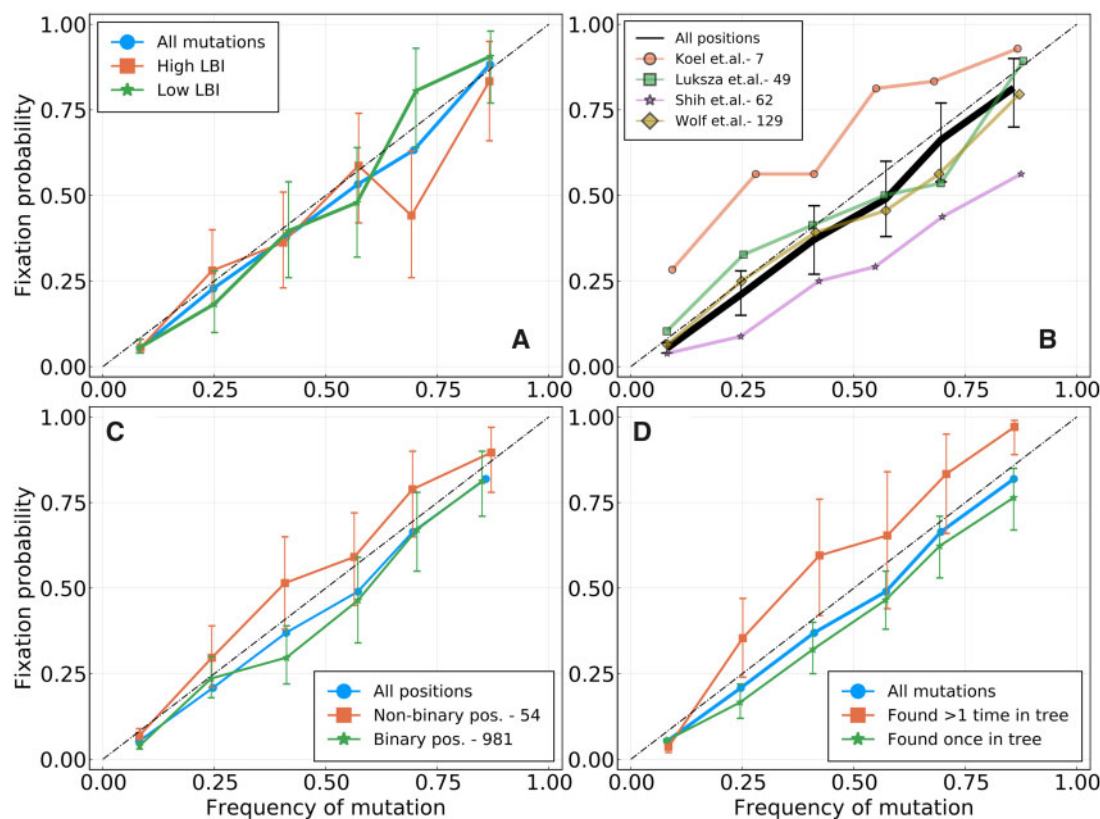 1.00
0.75
0.50
0.25
0.00
Fixation probability
All mutations
High LBI
Low LBI
A
0.00 0.25 0.50 0.75 1.00
1.00
0.75
0.50
0.25
0.00
All positions
Koel et.al.- 7
Luksza et.al.- 49
Shih et.al.- 62
Wolf et.al.- 129
B
0.00 0.25 0.50 0.75 1.00
C
1.00
0.75
0.50
0.25
0.00
Fixation probability
All positions
Non-binary pos. - 54
Binary pos. - 981
0.00 0.25 0.50 0.75 1.00
Frequency of mutation
D
1.00
0.75
0.50
0.25
0.00
All mutations
Found >1 time in tree
Found once in tree
0.00 0.25 0.50 0.75 1.00
Frequency of mutation